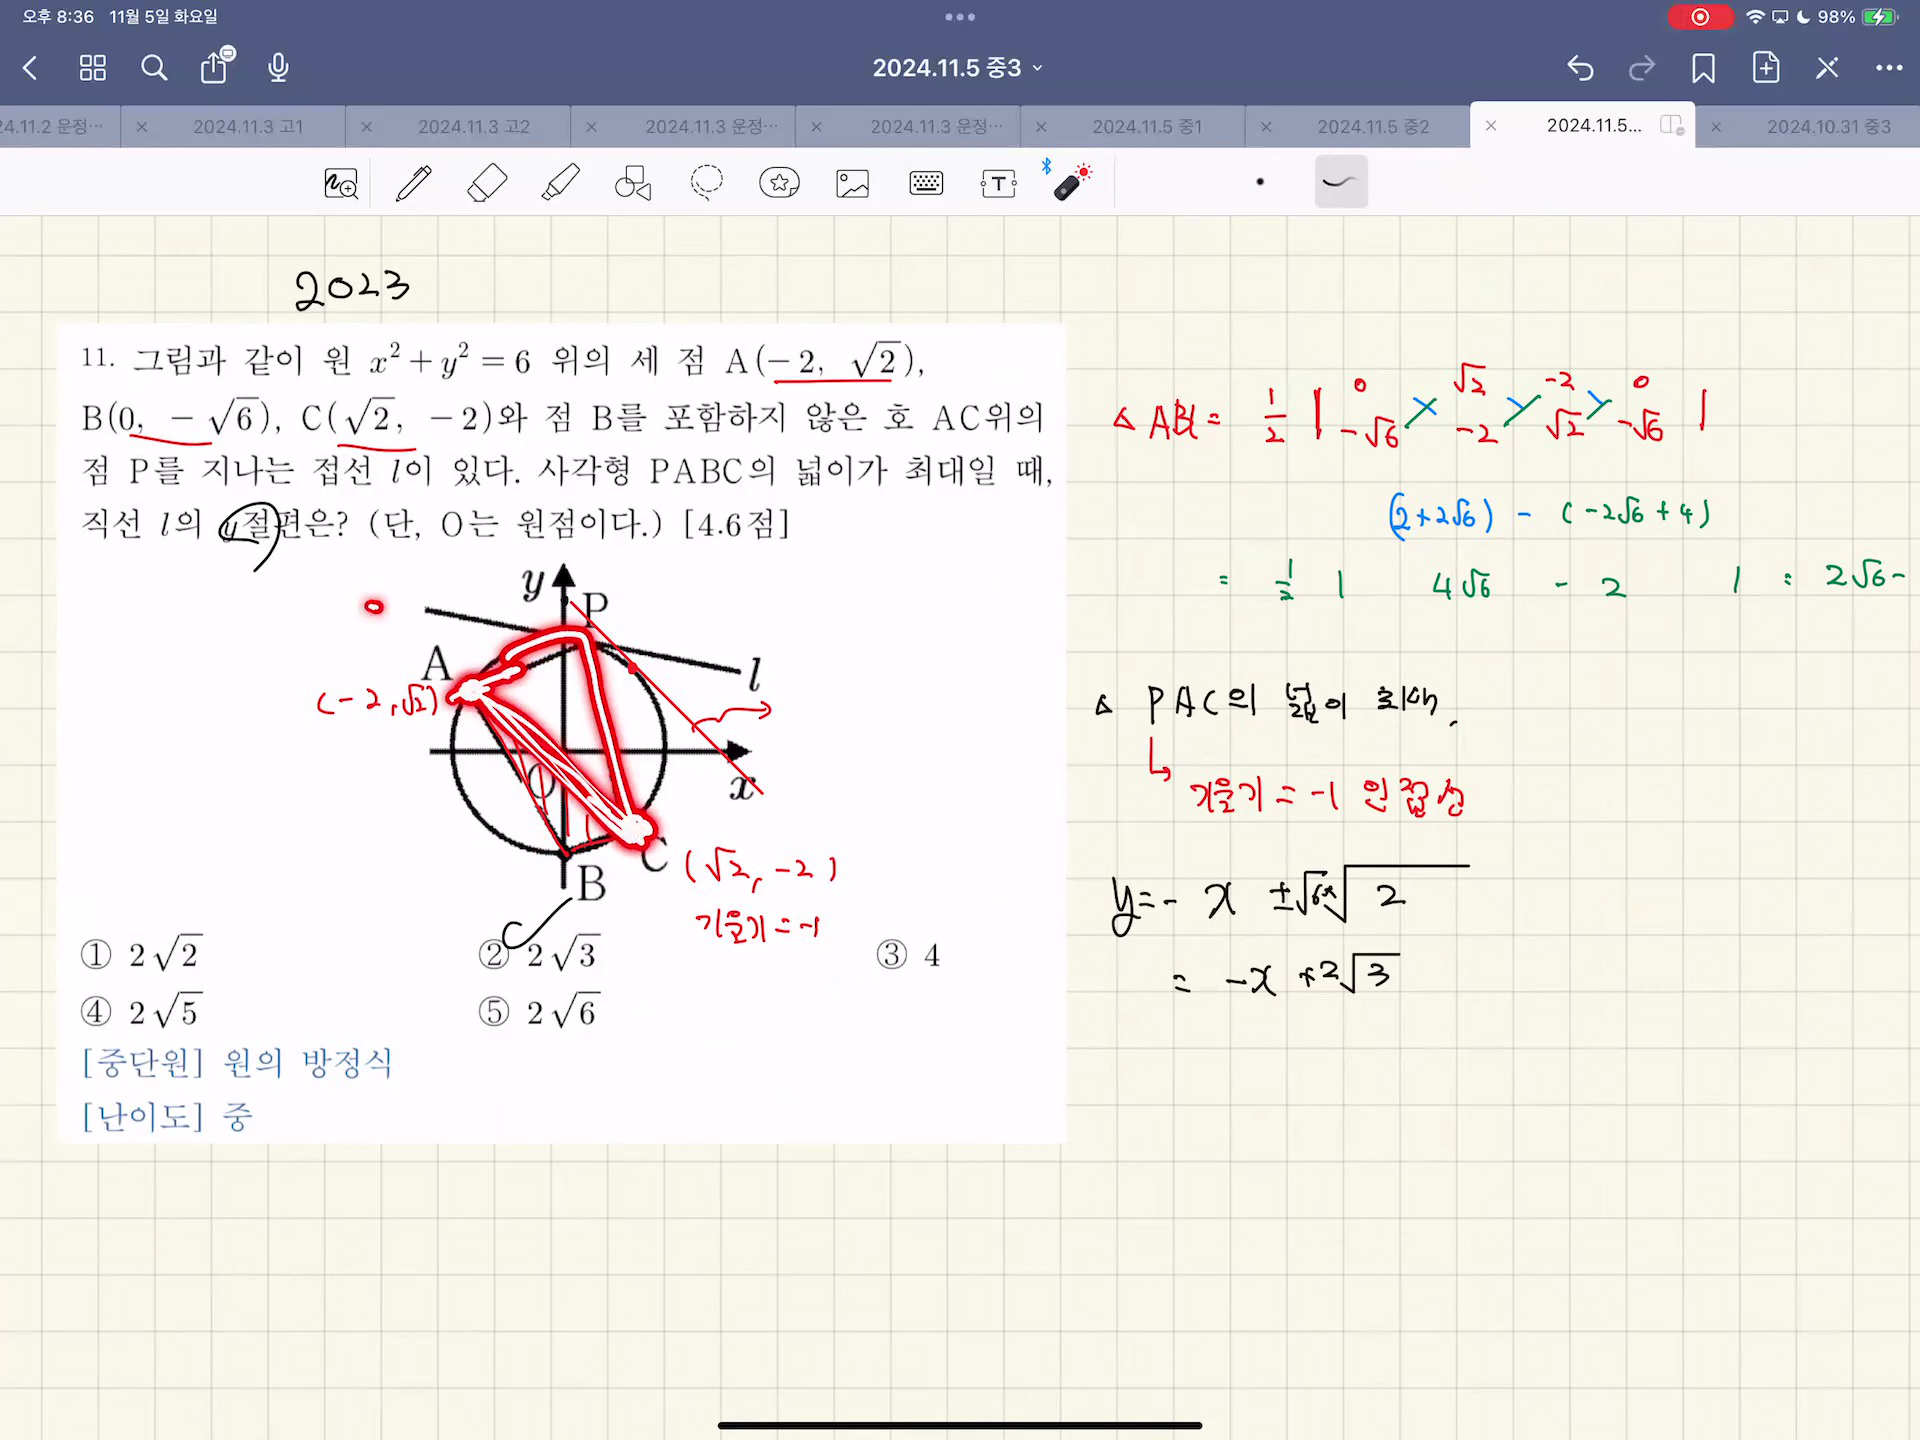 오후 8:36 11월 5일 화요일
98%
2024.11.5 중3
24.11.2 운정…
2024.11.3 고1
2024.11.3 고2
2024.11.3 운정…
2024.11.3 운정…
2024.11.5 중1
2024.11.5 중2
2024.11.5...
2024.10.31 중3
2023
11. 그림과 같이 원 x² + y² = 6 위의 세 점 A(−2, √2),
B(0, −√6), C(√2, −2)와 점 B를 포함하지 않은 호 AC위의
점 P를 지나는 접선 l이 있다. 사각형 PABC의 넓이가 최대일 때,
직선 l의 y절편은? (단, O는 원점이다.) [4.6점]
y
P
A
l
(-2, √2)
O
x
C
(√2, -2)
B
기울기 = -1
① 2√2 ② 2√3 ③ 4
④ 2√5 ⑤ 2√6
[중단원] 원의 방정식
[난이도] 중
△ ABC = 1/2 | 0 √2 -2 0 |
-√6 -2 √2 -√6
(2+2√6) - (-2√6+4)
= 1/2 | 4√6 - 2 | = 2√6-
△ PAC의 넓이 최대.
↳ 기울기 = -1 인 접선
y = - x ±√6×√2
= -x +2√3